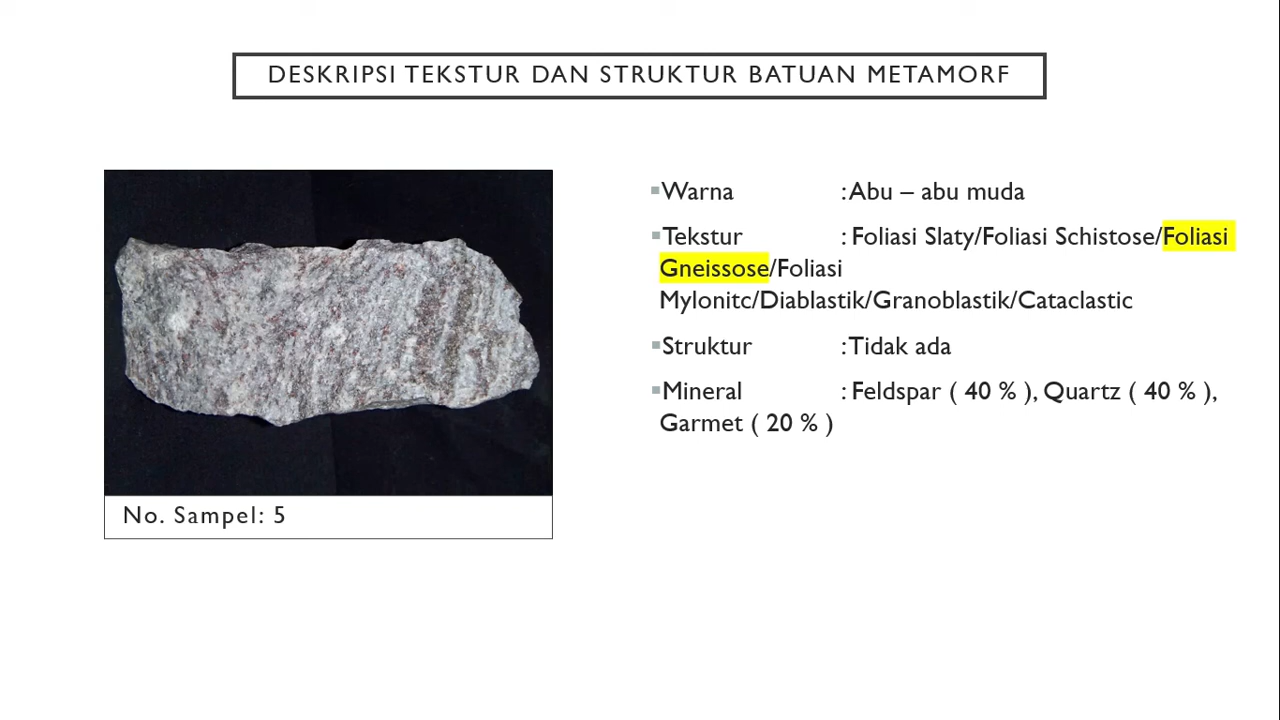 DESKRIPSI TEKSTUR DAN STRUKTUR BATUAN METAMORF
No. Sampel: 5
Warna : Abu – abu muda
Tekstur : Foliasi Slaty/Foliasi Schistose/Foliasi
Gneissose/Foliasi
Mylonitc/Diablastik/Granoblastik/Cataclastic
Struktur : Tidak ada
Mineral : Feldspar ( 40 % ), Quartz ( 40 % ),
Garmet ( 20 % )